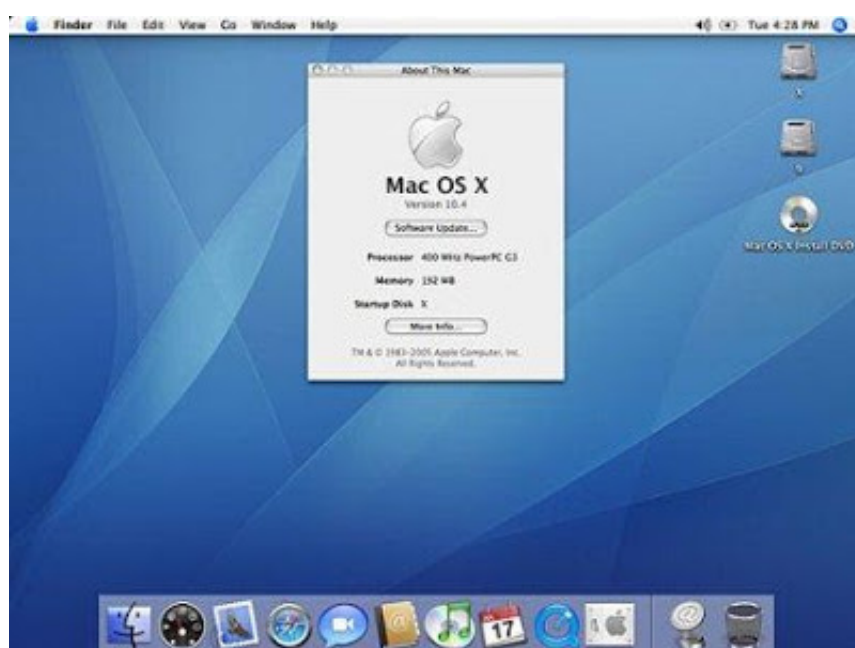 Finder File Edit View Go Window Help
Tue 4:28 PM
About This Mac
X
Mac OS X Install DVD
Mac OS X
Version 10.4
Software Update...
Processor 400 MHz PowerPC G3
Memory 192 MB
Startup Disk X
More Info...
TM & © 1983-2005 Apple Computer, Inc.
All Rights Reserved.
17